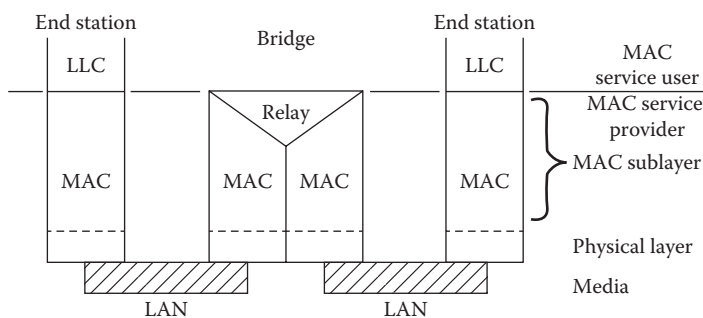 End station
Bridge
End station
LLC
LLC
MAC
service user
Relay
MAC service
provider
MAC
MAC
MAC
MAC
MAC sublayer
Physical layer
Media
LAN
LAN